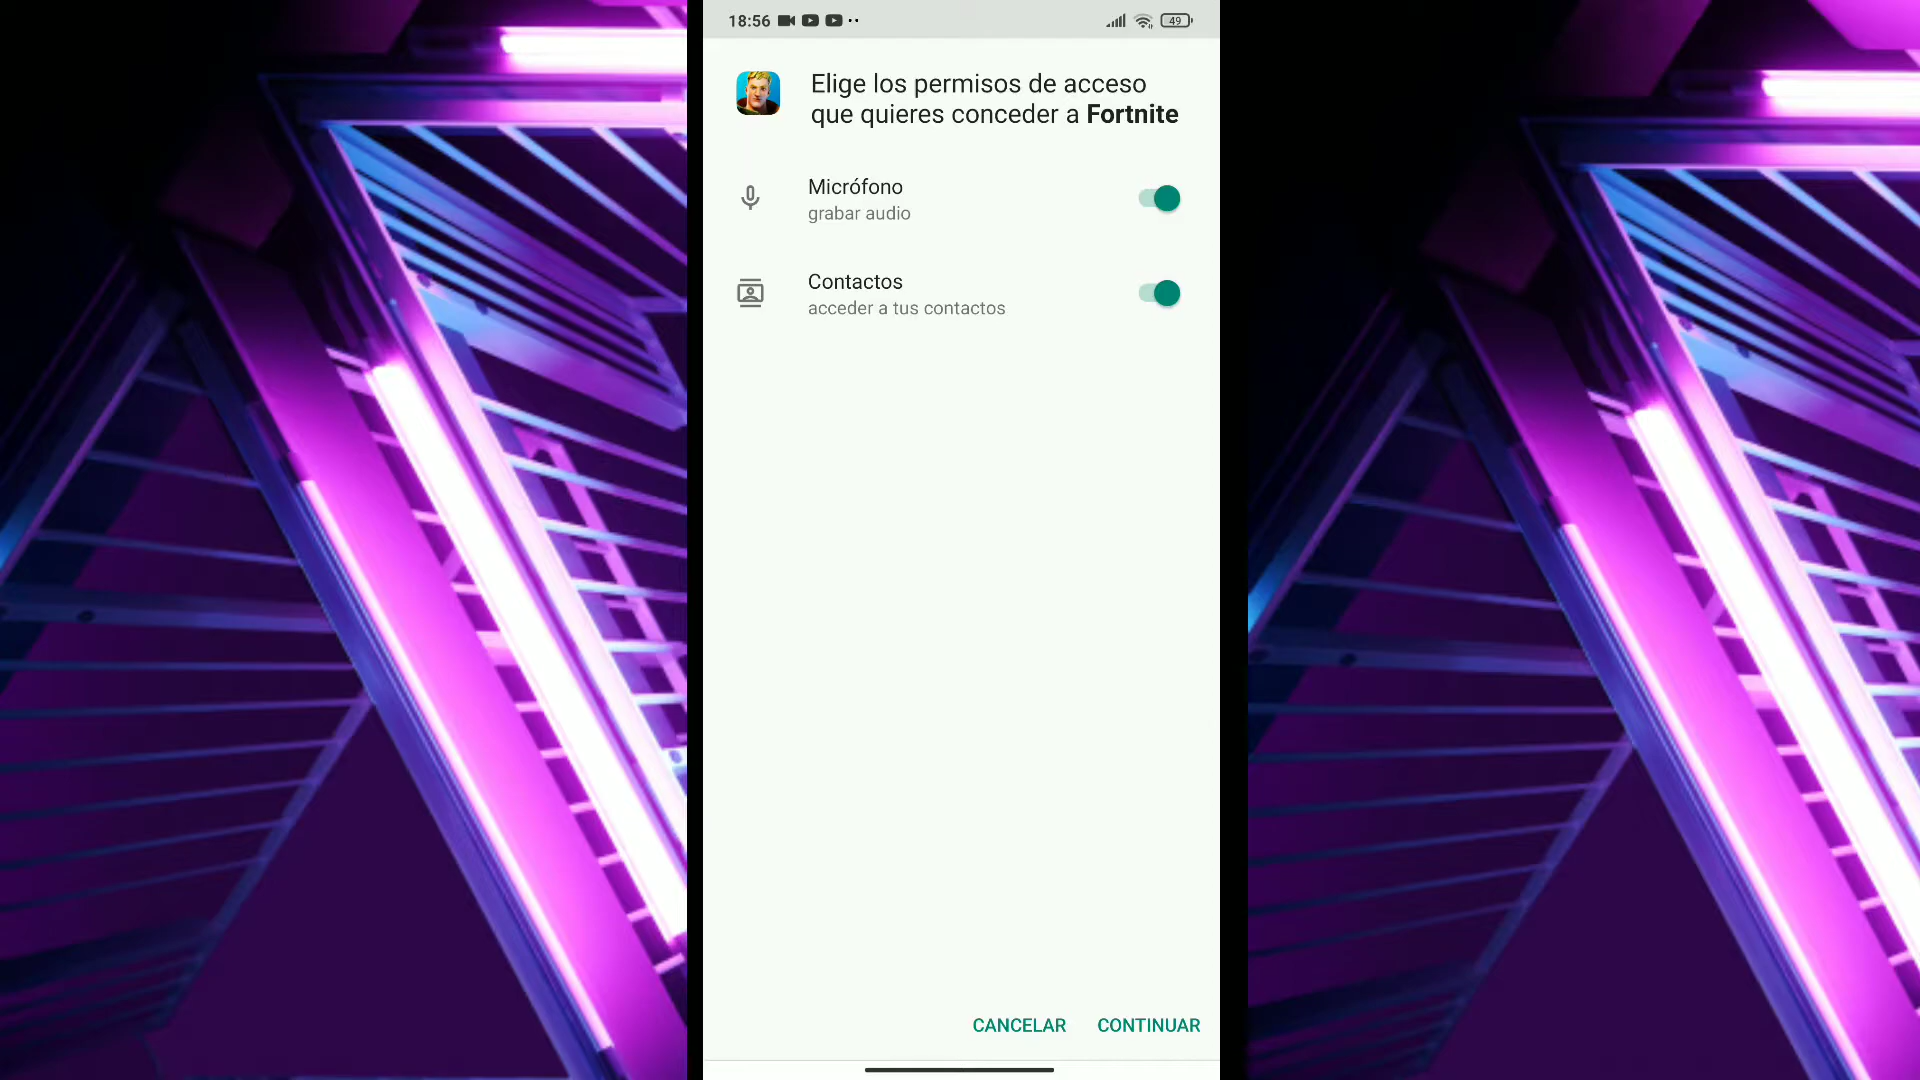 18:56
49
Elige los permisos de acceso
que quieres conceder a Fortnite
Micrófono
grabar audio
Contactos
acceder a tus contactos
CANCELAR CONTINUAR